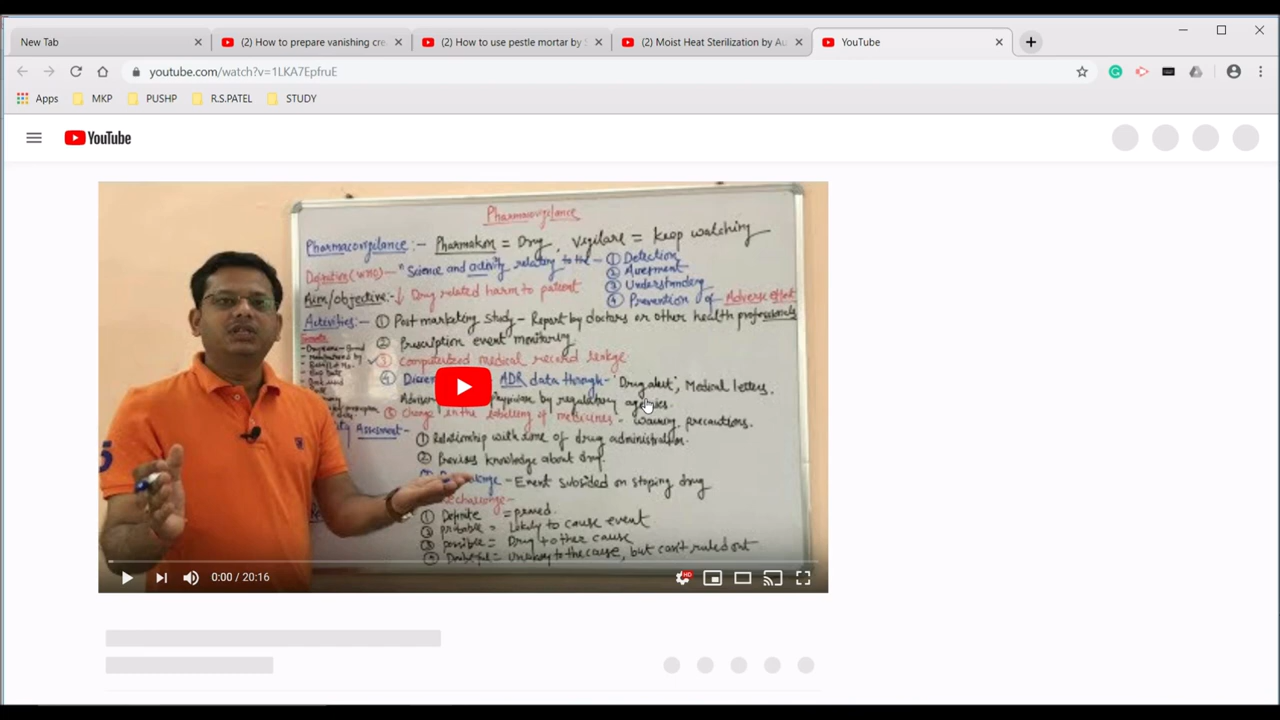 New Tab
(2) How to prepare vanishing cre
(2) How to use pestle mortar by
(2) Moist Heat Sterilization by Au
YouTube
youtube.com/watch?v=1LKA7EpfruE
Apps MKP PUSHP R.S.PATEL STUDY
YouTube
Pharmacovigilance
Pharmacovigilance :- Pharmakon = Drug, Vigilare = Keep watching
Definition (WHO) - "Science and activity relating to the - ① Detection
② Assessment
③ Understanding
④ Prevention of Adverse effect
Aim/objective :- ↓ Drug related harm to patient
Activities :- ① Post marketing study - Report by doctors or other health professionals
② Prescription event monitoring
③ Computerized medical record
④ ADR data through - 'Drug alert', Medical letters.
by regulatory agencies.
⑤ Change in the labelling of medicines - Warning, precautions.
① Relationship with time of drug administration.
② Previous knowledge about drug.
- Event subsided on stoping drug
① Definite = proved.
② probable = Likely to cause event
③ possible = Drug + other cause
④ Doubtful = to the cause, but can't ruled out
0:00 / 20:16
HD